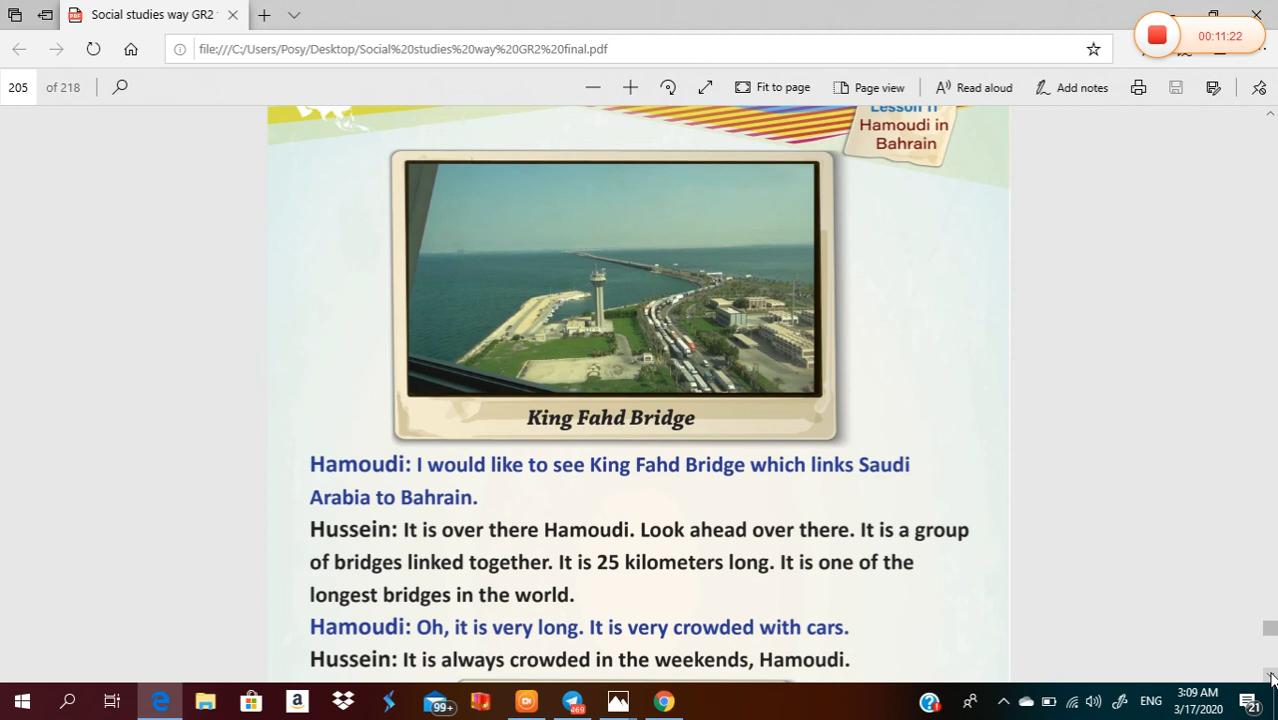 Social studies way GR2
00:11:22
file:///C:/Users/Posy/Desktop/Social%20studies%20way%20GR2%20final.pdf
205 of 218
Fit to page
Page view
Read aloud
Add notes
Lesson 11
Hamoudi in
Bahrain
King Fahd Bridge
Hamoudi: I would like to see King Fahd Bridge which links Saudi
Arabia to Bahrain.
Hussein: It is over there Hamoudi. Look ahead over there. It is a group
of bridges linked together. It is 25 kilometers long. It is one of the
longest bridges in the world.
Hamoudi: Oh, it is very long. It is very crowded with cars.
Hussein: It is always crowded in the weekends, Hamoudi.
99+
469
ENG
3:09 AM
3/17/2020
21